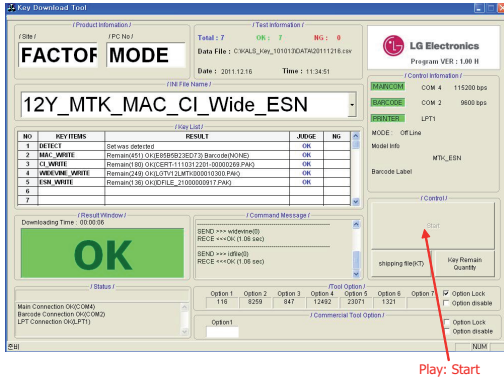 Key Download Tool
/ Product Infomation /
/ Site /
/ PC No /
FACTOF
MODE
/ Test Information /
Total : 7 OK : 7 NG : 0
Data File : C:\KALS_Key_101013\DATA\20111216.csv
Date : 2011.12.16 Time : 11:34:51
LG Electronics
Program VER : 1.00 H
/ INI File Name /
12Y_MTK_MAC_CI_Wide_ESN
/ Control Infomation /
MAINCOM COM 4 115200 bps
BARCODE COM 2 9600 bps
PRINTER LPT1
MODE : Off Line
Model Info
MTK_ESN
Barcode Label
/ Key List /
NO KEY ITEMS RESULT JUDGE NG
1 DETECT Set was detected OK
2 MAC_WRITE Remain(451) OK(E85B5B23ED73) Barcode(NONE) OK
3 CI_WRITE Remain(180) OK(CERT-1110312201-00000269.PAK) OK
4 WIDEVINE_WRITE Remain(249) OK(LGTV12LMTK000010300.PAK) OK
5 ESN_WRITE Remain(136) OK(IDFILE_21000000917.PAK) OK
6
7
/ Result Window /
Downloading Time : 00:00:06
OK
/ Command Message /
SEND >>> widevine(0)
RECE <<<OK (1.06 sec)
SEND >>> idfile(0)
RECE <<<OK (1.06 sec)
/ Control /
Start
shipping file(KT)
Key Remain Quantity
/ Status /
Main Connection OK(COM4)
Barcode Connection OK(COM2)
LPT Connection OK(LPT1)
/Tool Option /
Option 1 Option 2 Option 3 Option 4 Option 5 Option 6 Option 7
116 8259 847 12492 23071 1321
Option Lock
Option disable
/ Commercial Tool Option /
Option1
Option Lock
Option disable
준비
NUM
Play: Start